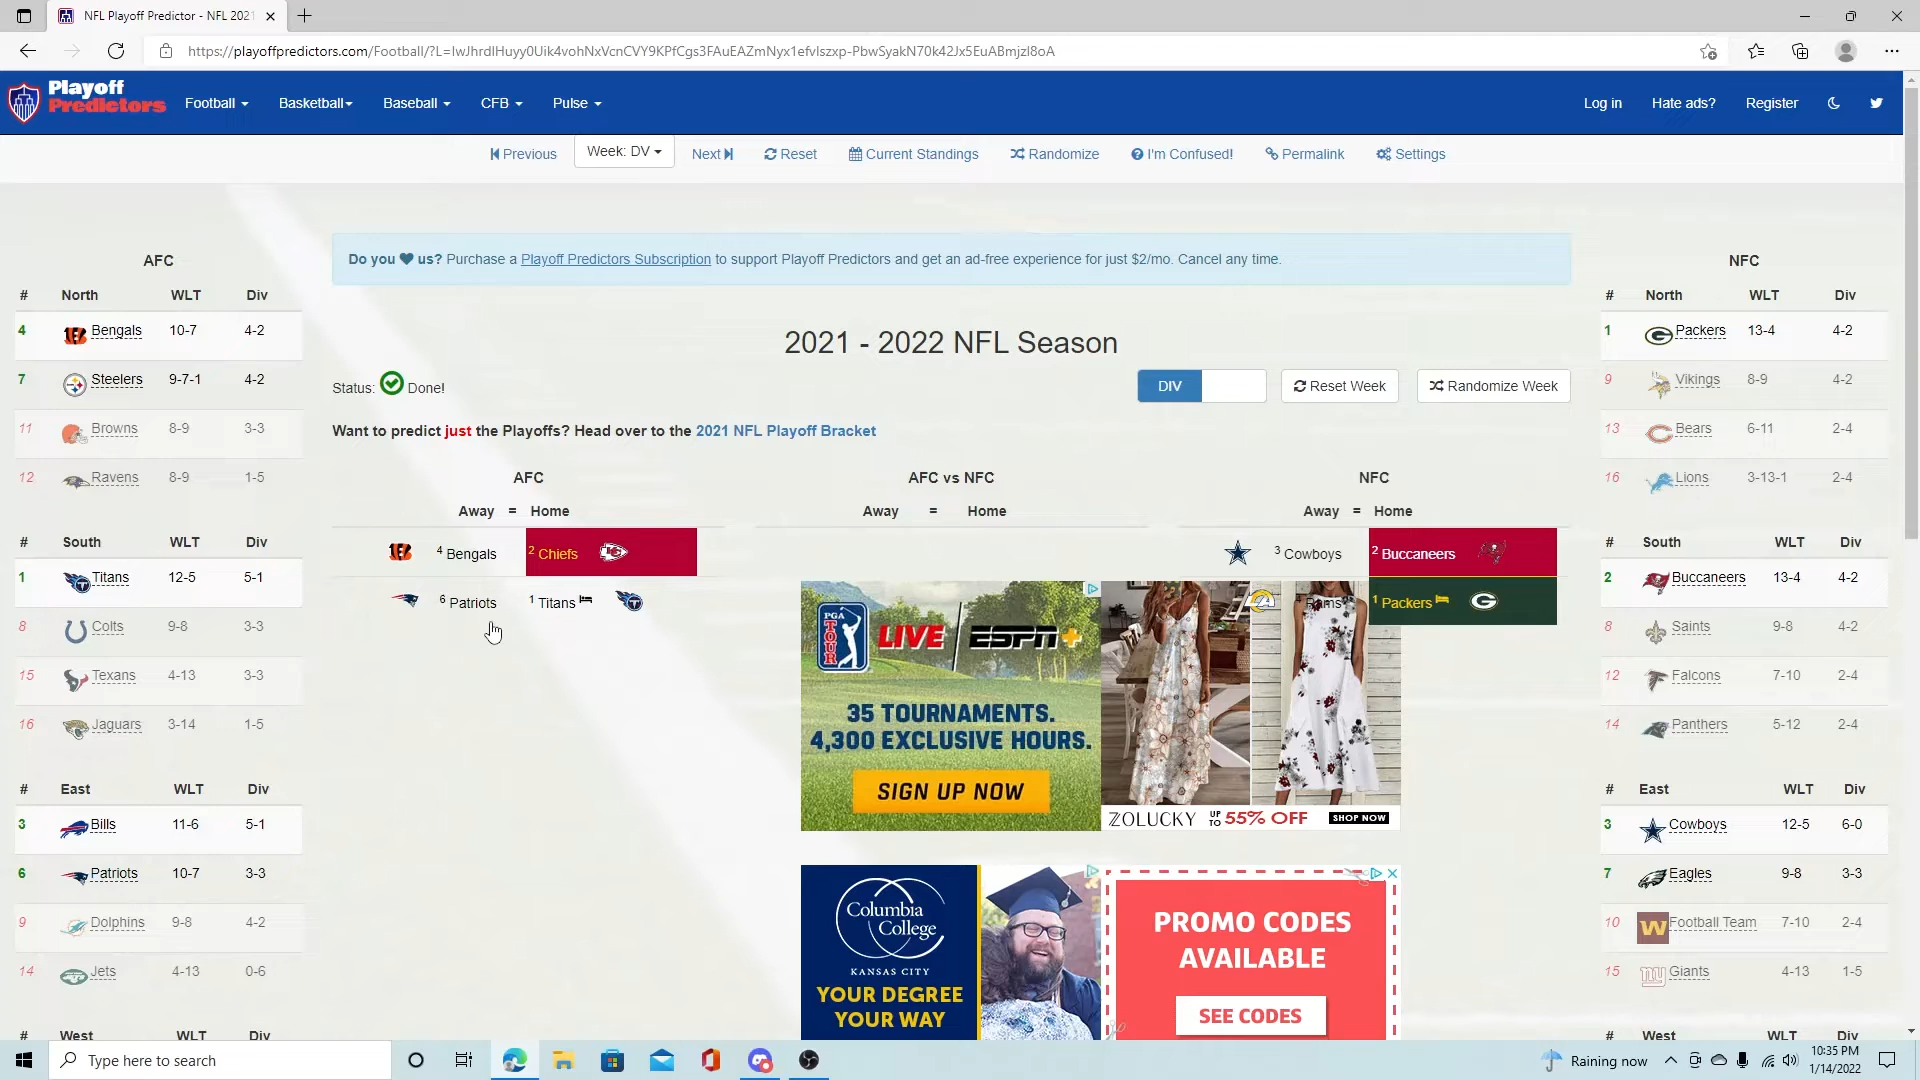 NFL Playoff Predictor - NFL 2021
https://playoffpredictors.com/Football/?L=IwJhrdIHuyy0Uik4vohNxVcnCVY9KPfCgs3FAuEAZmNyx1efvIszxp-PbwSyakN70k42Jx5EuABmjzI8oA
Playoff Predictors
Football
Basketball
Baseball
CFB
Pulse
Log in
Hate ads?
Register
Previous
Week: DV
Next
Reset
Current Standings
Randomize
I'm Confused!
Permalink
Settings
Do you us? Purchase a Playoff Predictors Subscription to support Playoff Predictors and get an ad-free experience for just $2/mo. Cancel any time.
AFC
# North WLT Div
4 Bengals 10-7 4-2
7 Steelers 9-7-1 4-2
11 Browns 8-9 3-3
12 Ravens 8-9 1-5
# South WLT Div
1 Titans 12-5 5-1
8 Colts 9-8 3-3
15 Texans 4-13 3-3
16 Jaguars 3-14 1-5
# East WLT Div
3 Bills 11-6 5-1
6 Patriots 10-7 3-3
9 Dolphins 9-8 4-2
14 Jets 4-13 0-6
# West WLT Div
2021 - 2022 NFL Season
Status: Done!
DIV
Reset Week
Randomize Week
Want to predict just the Playoffs? Head over to the 2021 NFL Playoff Bracket
AFC
Away = Home
4 Bengals 2 Chiefs
6 Patriots 1 Titans
AFC vs NFC
Away = Home
NFC
Away = Home
3 Cowboys 2 Buccaneers
Rams 1 Packers
PGA TOUR LIVE ESPN+
35 TOURNAMENTS.
4,300 EXCLUSIVE HOURS.
SIGN UP NOW
ZOLUCKY UP TO 55% OFF SHOP NOW
Columbia College
KANSAS CITY
YOUR DEGREE
YOUR WAY
PROMO CODES
AVAILABLE
SEE CODES
NFC
# North WLT Div
1 Packers 13-4 4-2
9 Vikings 8-9 4-2
13 Bears 6-11 2-4
16 Lions 3-13-1 2-4
# South WLT Div
2 Buccaneers 13-4 4-2
8 Saints 9-8 4-2
12 Falcons 7-10 2-4
14 Panthers 5-12 2-4
# East WLT Div
3 Cowboys 12-5 6-0
7 Eagles 9-8 3-3
10 Football Team 7-10 2-4
15 Giants 4-13 1-5
# West WLT Div
Type here to search
Raining now
10:35 PM
1/14/2022